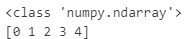 <class 'numpy.ndarray'>
[0 1 2 3 4]